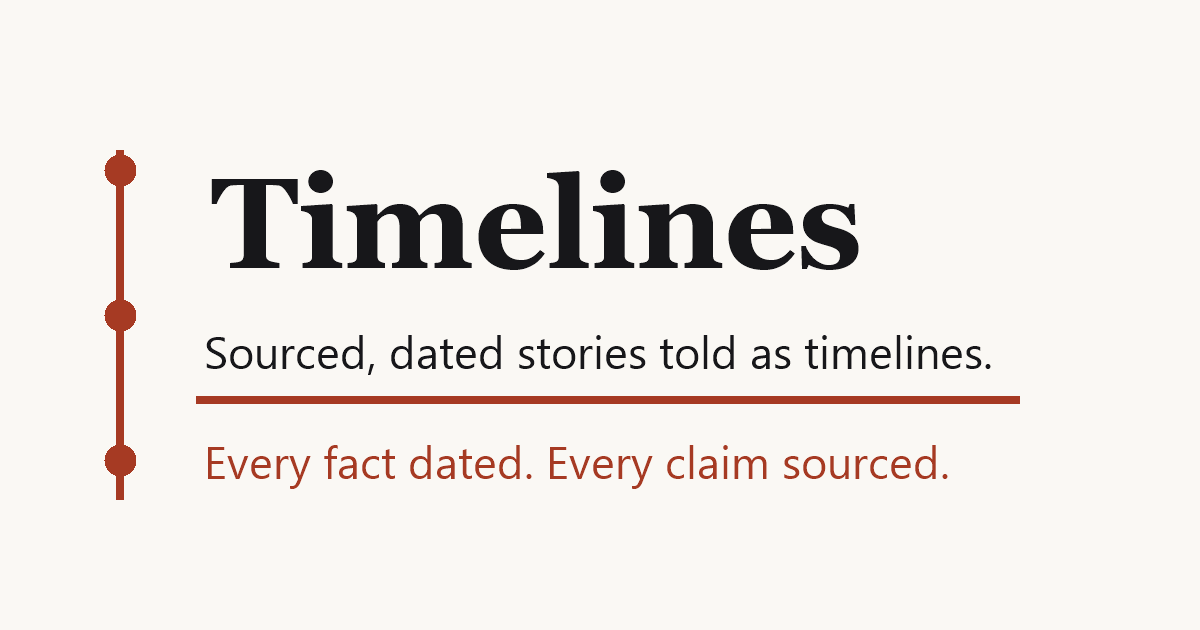 Timelines
Sourced, dated stories told as timelines.
Every fact dated. Every claim sourced.